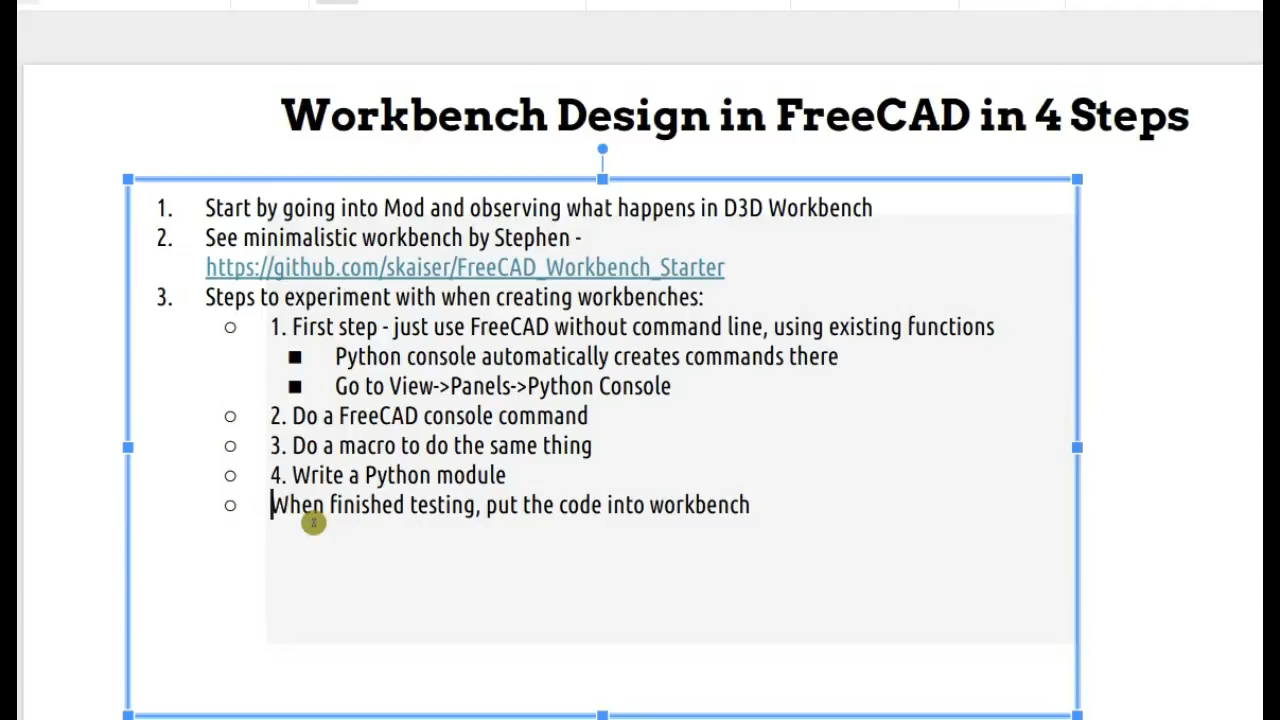 Workbench Design in FreeCAD in 4 Steps
1. Start by going into Mod and observing what happens in D3D Workbench
2. See minimalistic workbench by Stephen -
https://github.com/skaiser/FreeCAD_Workbench_Starter
3. Steps to experiment with when creating workbenches:
○ 1. First step - just use FreeCAD without command line, using existing functions
■ Python console automatically creates commands there
■ Go to View->Panels->Python Console
○ 2. Do a FreeCAD console command
○ 3. Do a macro to do the same thing
○ 4. Write a Python module
○ When finished testing, put the code into workbench